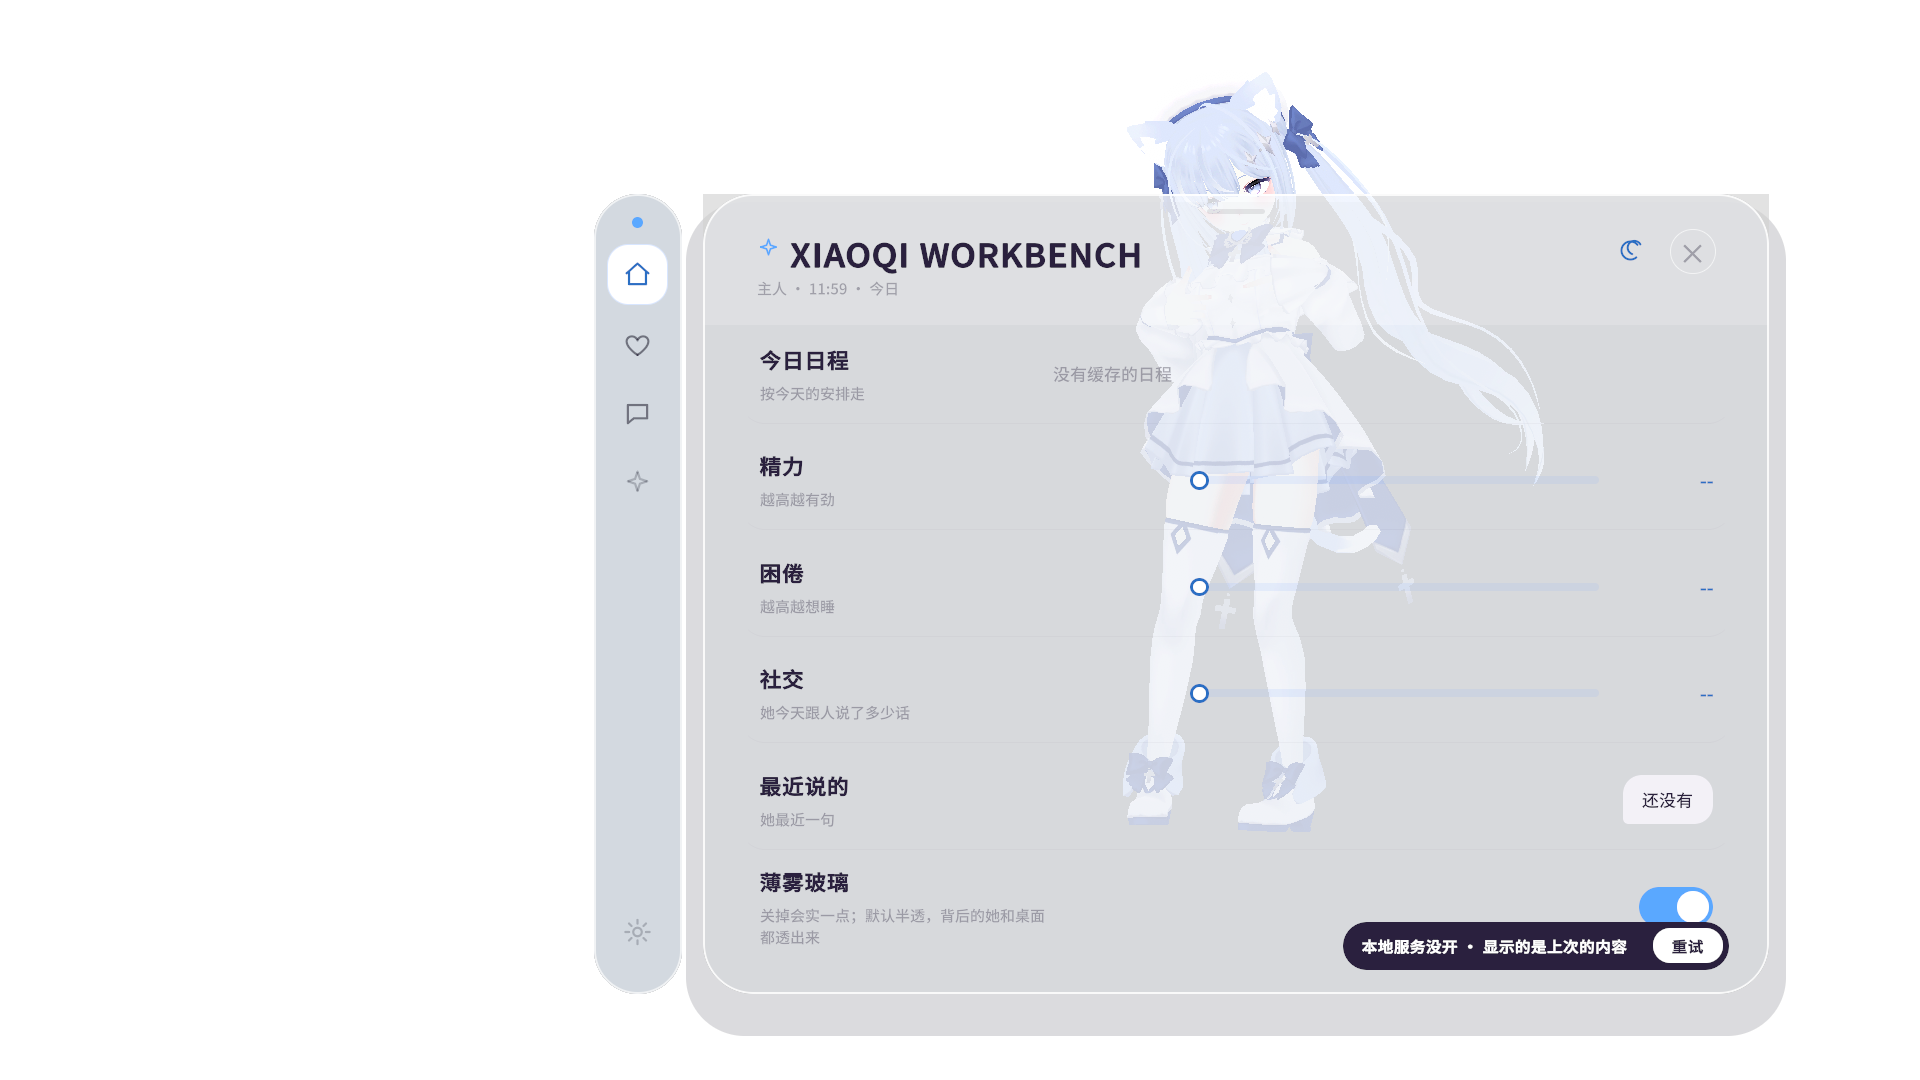 XIAOQI WORKBENCH
主人 • 11:59 • 今日
今日日程
按今天的安排走
没有缓存的日程
精力
越高越有劲
--
困倦
越高越想睡
--
社交
她今天跟人说了多少话
--
最近说的
她最近一句
还没有
薄雾玻璃
关掉会实一点；默认半透，背后的她和桌面
都透出来
本地服务没开 • 显示的是上次的内容
重试